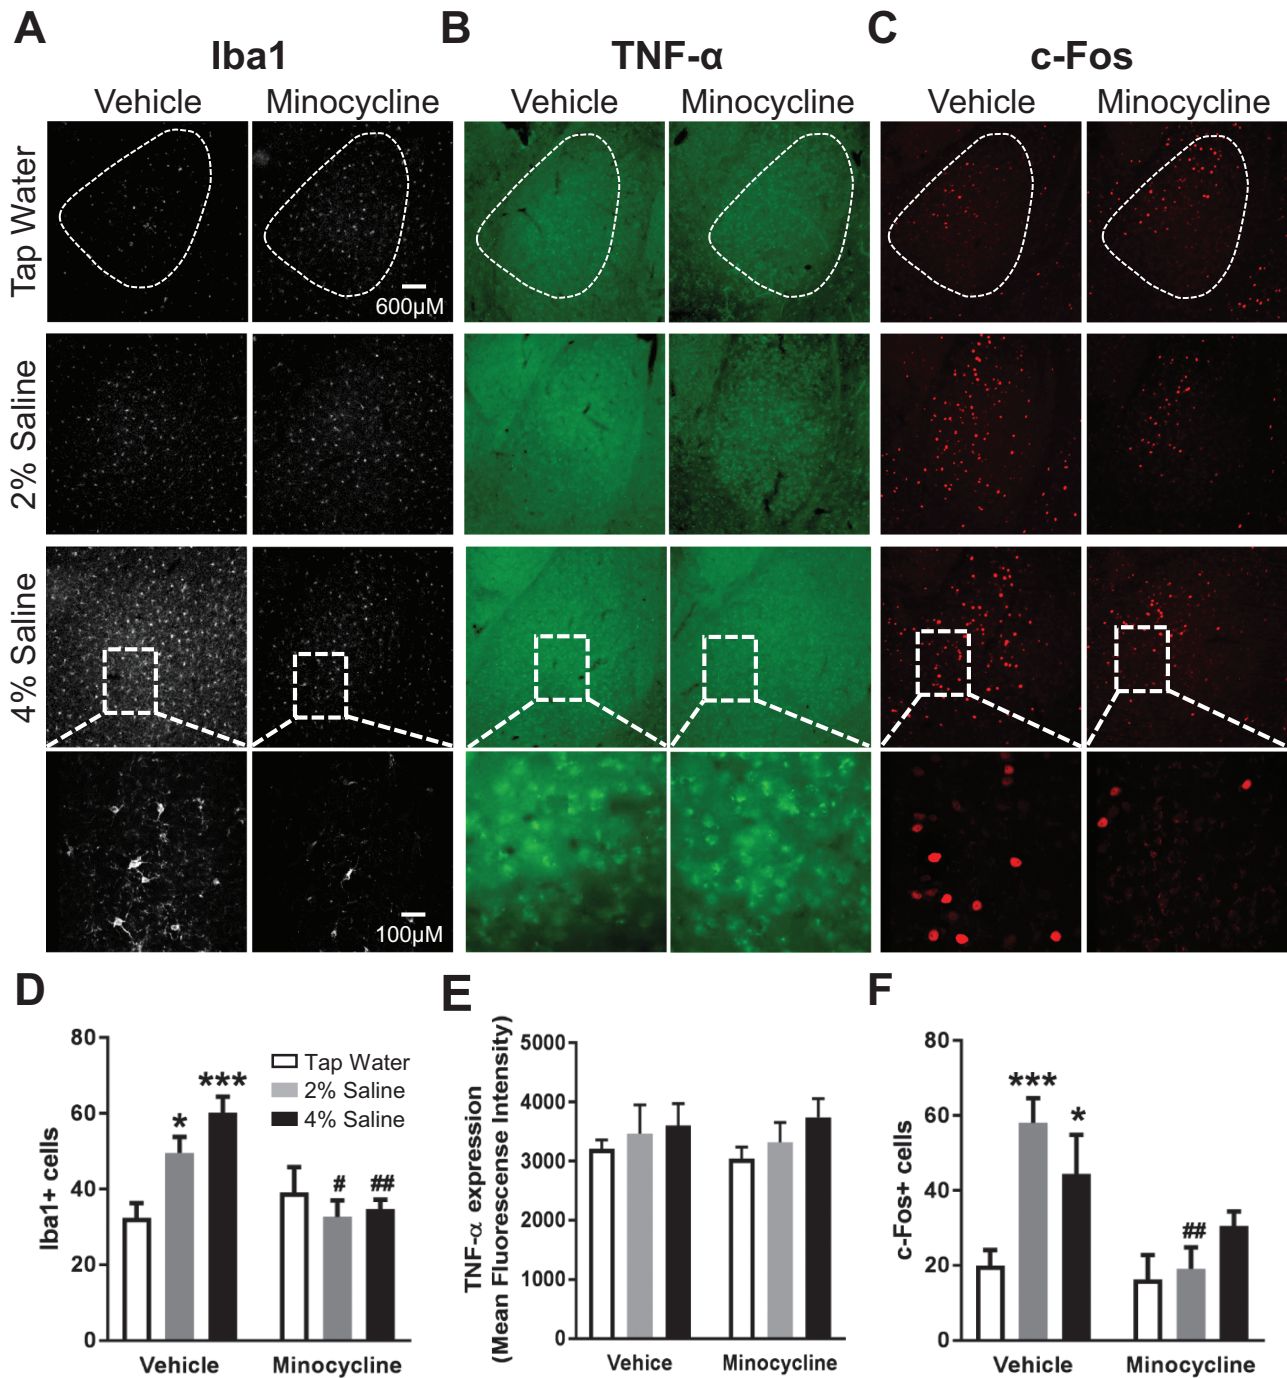 A
B
C
Iba1
TNF-α
c-Fos
Vehicle
Minocycline
Vehicle
Minocycline
Vehicle
Minocycline
Tap Water
600µM
2% Saline
4% Saline
100µM
D
E
F
Iba1+ cells
80
60
40
20
0
*
***
#
##
Tap Water
2% Saline
4% Saline
Vehicle
Minocycline
TNF-α expression
(Mean Fluorescense Intensity)
5000
4000
3000
2000
1000
0
Vehice
Minocycline
c-Fos+ cells
80
60
40
20
0
***
*
##
Vehicle
Minocycline